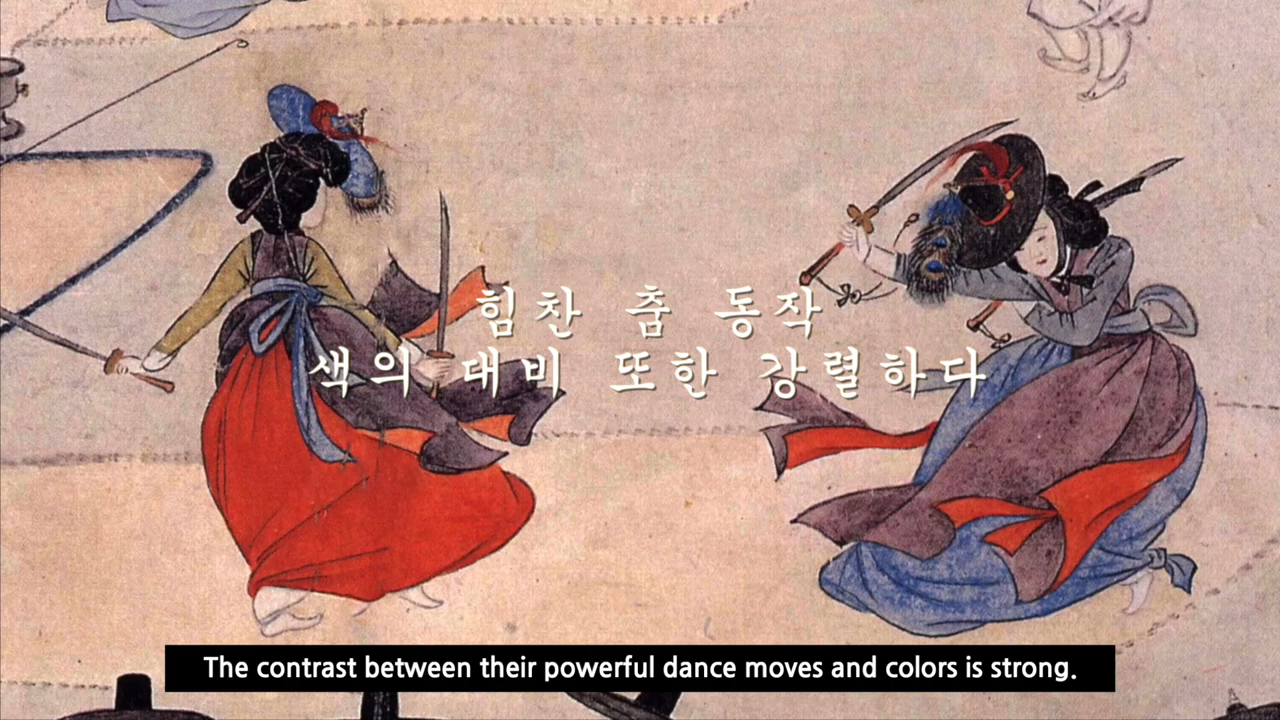 힘찬 춤 동작
색의 대비 또한 강렬하다
The contrast between their powerful dance moves and colors is strong.